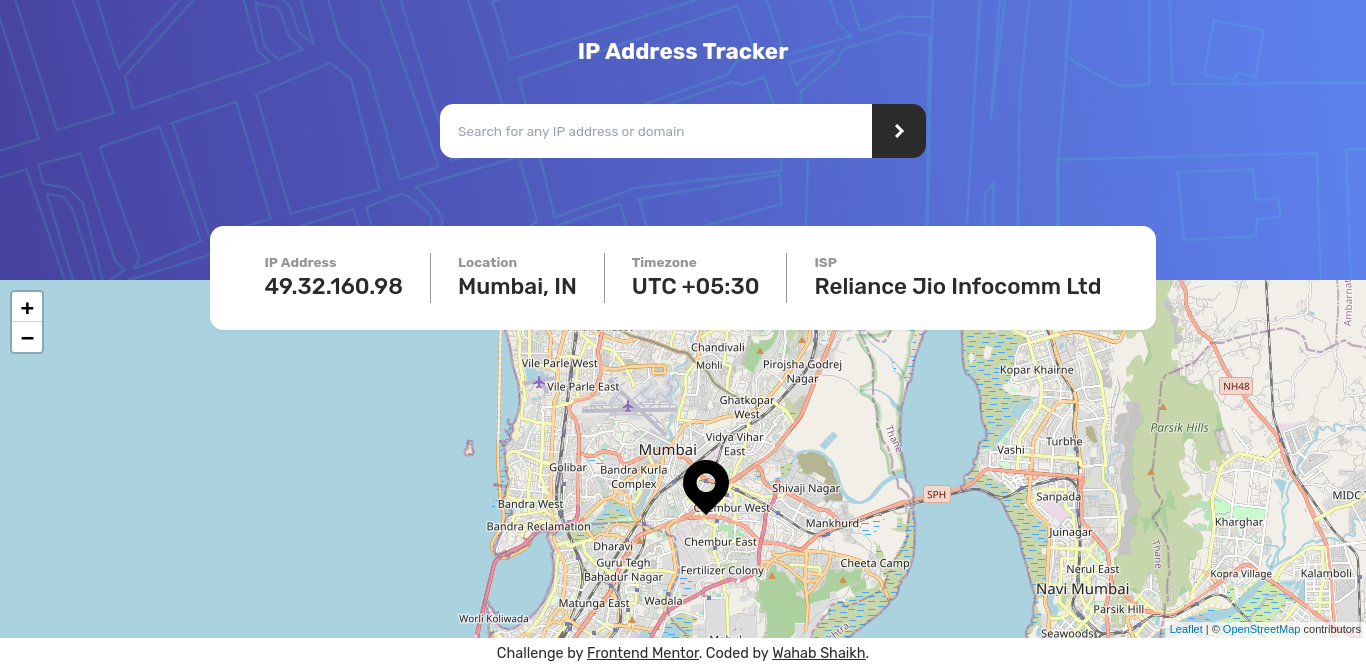 IP Address Tracker
Search for any IP address or domain
IP Address
49.32.160.98
Location
Mumbai, IN
Timezone
UTC +05:30
ISP
Reliance Jio Infocomm Ltd
+
−
Ambarnat
Chandivali
Vile Parle West
Mohli
Pirojsha Godrej
Nagar
Kopar Khairne
Vile Parle East
NH48
Ghatkopar
West
Parsik Hills
Thane
Vidya Vihar
East
Turbhe
Mumbai
Vashi
Golibar
Bandra Kurla
Complex
Shivaji Nagar
SPH
Sanpada
MIDC
Bandra West
Chembur West
Mankhurd
Kharghar
Bandra Reclamation
Juinagar
Dharavi
Chembur East
Thane
Guru Tegh
Bahadur Nagar
Fertilizer Colony
Cheeta Camp
Nerul East
Kopra Village
Kalamboli
Navi Mumbai
Matunga East
Wadala
Parsik Hill
Worli Koliwada
Seawoods
Leaflet | © OpenStreetMap contributors
Challenge by Frontend Mentor. Coded by Wahab Shaikh.